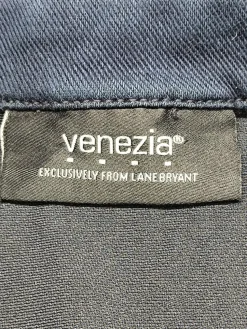 venezia®
EXCLUSIVELY FROM LANE BRYANT